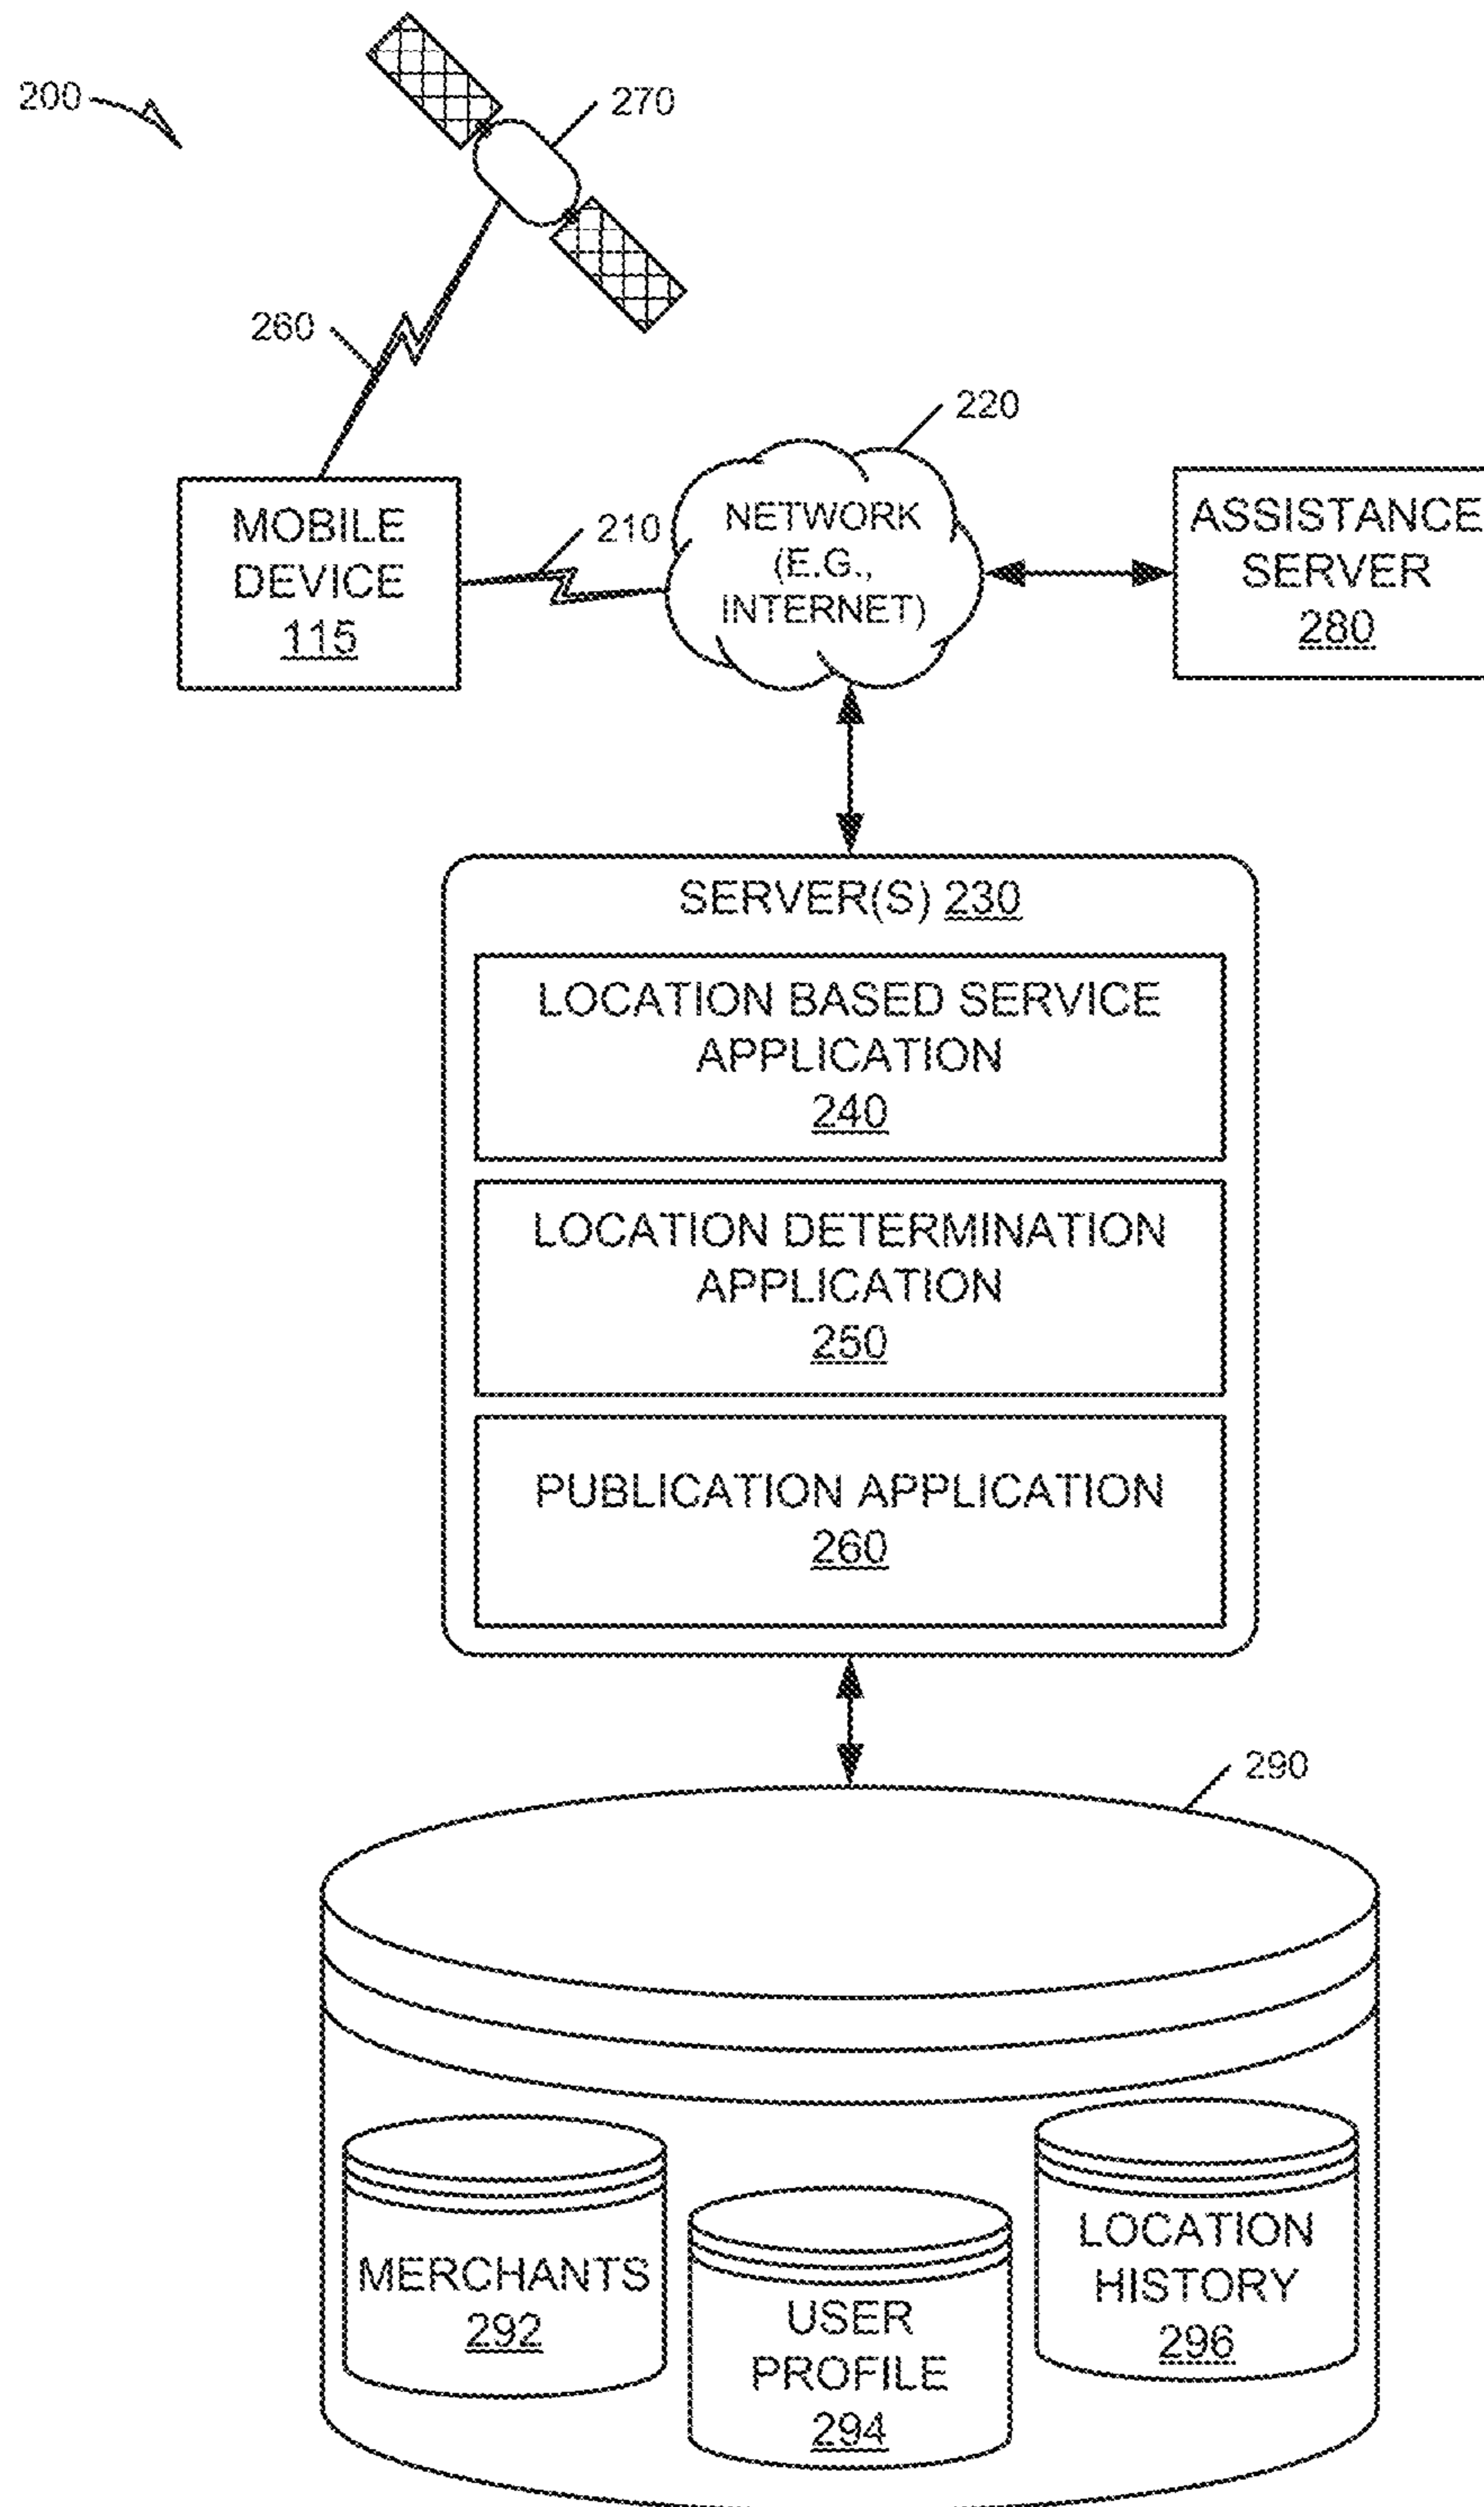 200
270
260
220
MOBILE
DEVICE
115
210
NETWORK
(E.G.,
INTERNET)
ASSISTANCE
SERVER
280
SERVER(S) 230
LOCATION BASED SERVICE
APPLICATION
240
LOCATION DETERMINATION
APPLICATION
250
PUBLICATION APPLICATION
260
290
MERCHANTS
292
USER
PROFILE
294
LOCATION
HISTORY
296